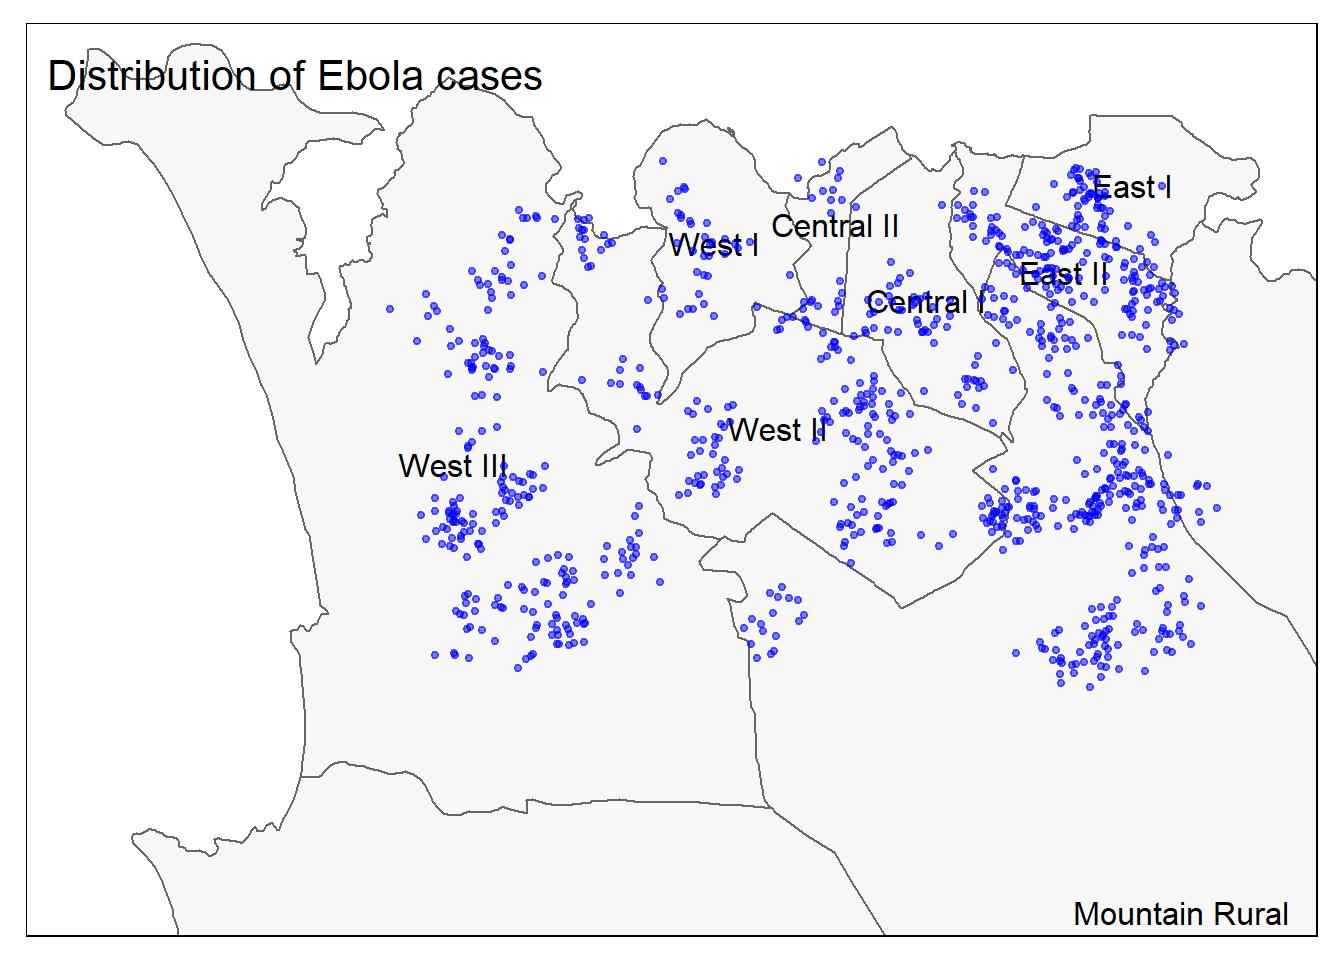 Distribution of Ebola cases
East I
Central II
West I
East II
Central I
West II
West III
Mountain Rural